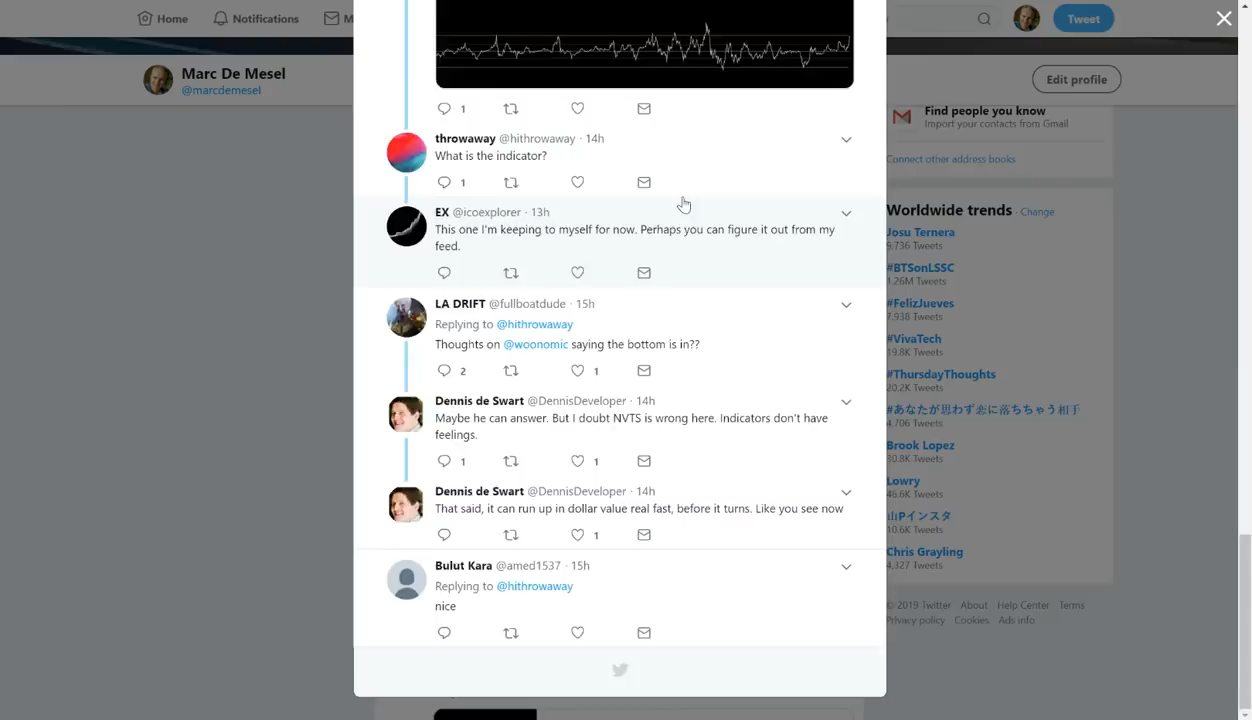 Home
Notifications
M
Tweet
Marc De Mesel
@marcdemesel
Edit profile
1
throwaway @hithrowaway · 14h
What is the indicator?
1
EX @icoexplorer · 13h
This one I'm keeping to myself for now. Perhaps you can figure it out from my
feed.
LA DRIFT @fullboatdude · 15h
Replying to @hithrowaway
Thoughts on @woonomic saying the bottom is in??
2
1
Dennis de Swart @DennisDeveloper · 14h
Maybe he can answer. But I doubt NVTS is wrong here. Indicators don't have
feelings.
1
1
Dennis de Swart @DennisDeveloper · 14h
That said, it can run up in dollar value real fast, before it turns. Like you see now
1
Bulut Kara @amed1537 · 15h
Replying to @hithrowaway
nice
Find people you know
Import your contacts from Gmail
Connect other address books
Worldwide trends · Change
Josu Ternera
9,736 Tweets
#BTSonLSSC
1.26M Tweets
#FelizJueves
7,938 Tweets
#VivaTech
19.8K Tweets
#ThursdayThoughts
20.2K Tweets
#あなたが思わず恋に落ちちゃう相手
4,706 Tweets
Brook Lopez
30.8K Tweets
Lowry
46.6K Tweets
山Pインスタ
10.6K Tweets
Chris Grayling
4,327 Tweets
© 2019 Twitter About Help Center Terms
Privacy policy Cookies Ads info